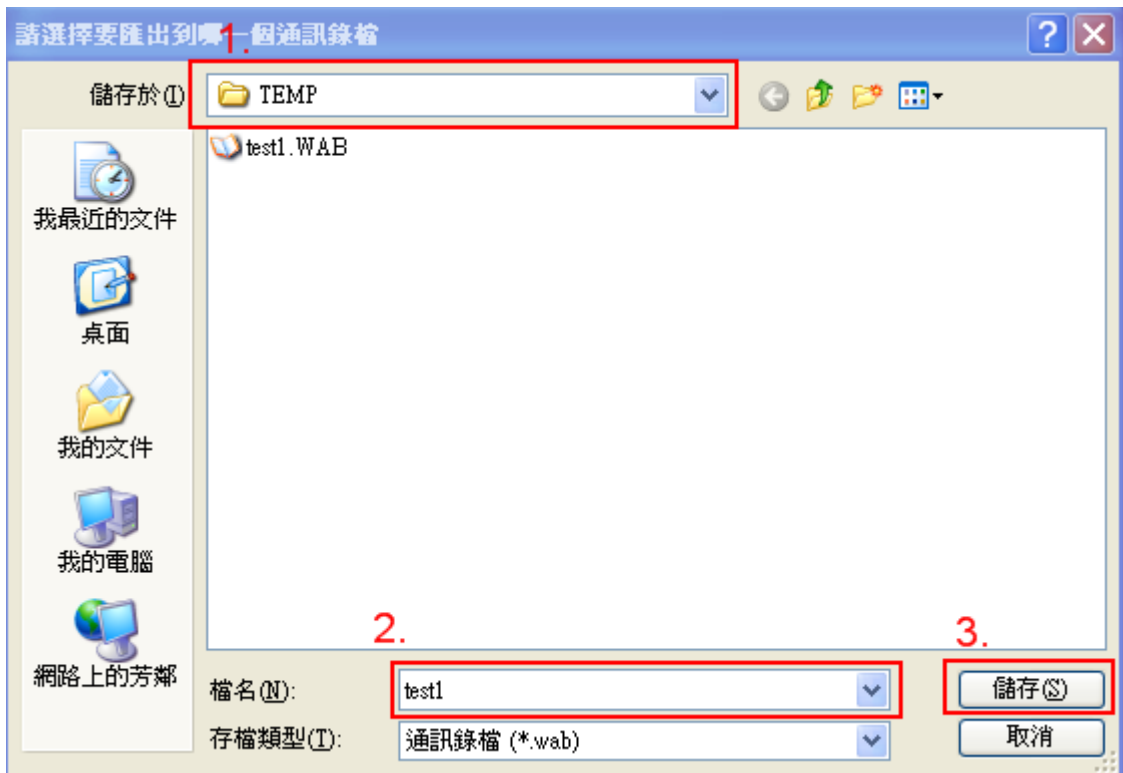 請選擇要匯出到哪一個通訊錄檔
1.
儲存於(I)
TEMP
test1.WAB
我最近的文件
桌面
我的文件
我的電腦
網路上的芳鄰
2.
3.
檔名(N):
test1
儲存(S)
存檔類型(T):
通訊錄檔 (*.wab)
取消